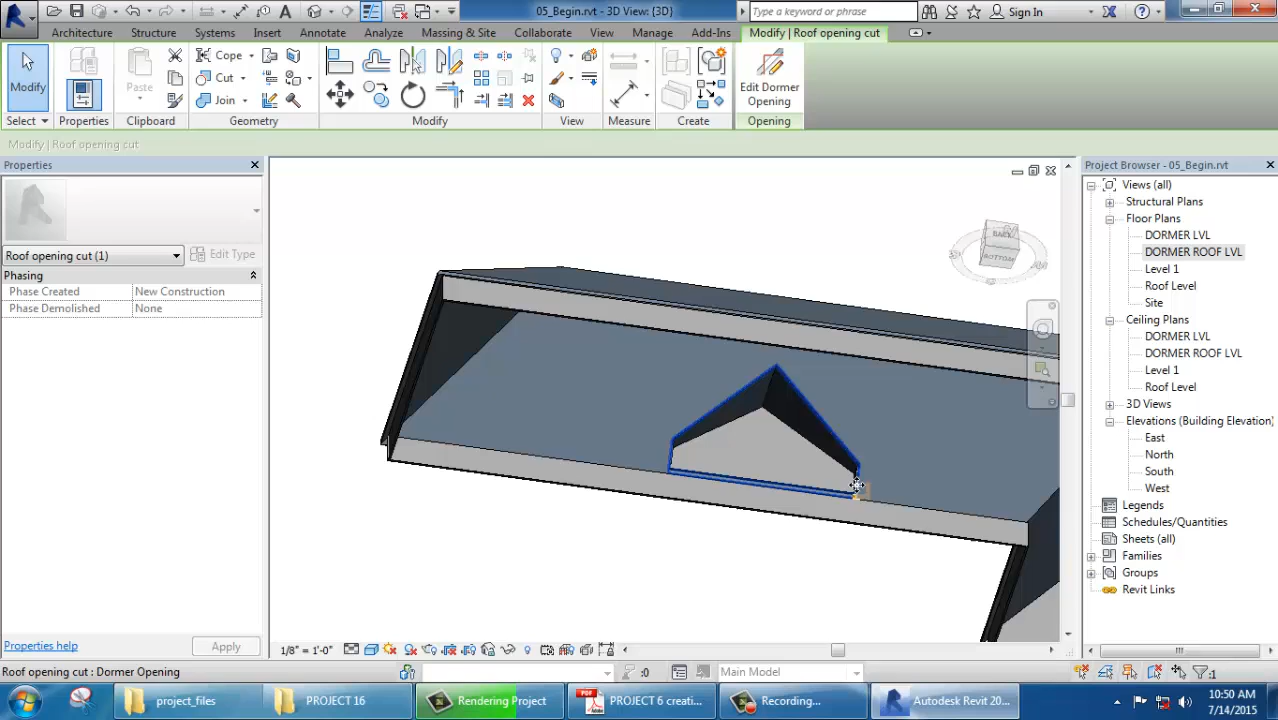 05_Begin.rvt - 3D View: {3D}
Type a keyword or phrase
Sign In
Architecture
Structure
Systems
Insert
Annotate
Analyze
Massing & Site
Collaborate
View
Manage
Add-Ins
Modify | Roof opening cut
Modify
Paste
Cope
Cut
Join
Edit Dormer
Opening
Select
Properties
Clipboard
Geometry
Modify
View
Measure
Create
Opening
Modify | Roof opening cut
Properties
Roof opening cut (1)
Edit Type
Phasing
Phase Created
New Construction
Phase Demolished
None
Properties help
Apply
BACK
BOTTOM
Project Browser - 05_Begin.rvt
Views (all)
Structural Plans
Floor Plans
DORMER LVL
DORMER ROOF LVL
Level 1
Roof Level
Site
Ceiling Plans
DORMER LVL
DORMER ROOF LVL
Level 1
Roof Level
3D Views
Elevations (Building Elevation)
East
North
South
West
Legends
Schedules/Quantities
Sheets (all)
Families
Groups
Revit Links
1/8" = 1'-0"
Roof opening cut : Dormer Opening
:0
Main Model
:1
project_files
PROJECT 16
Rendering Project
PROJECT 6 creati...
Recording...
Autodesk Revit 20...
10:50 AM
7/14/2015